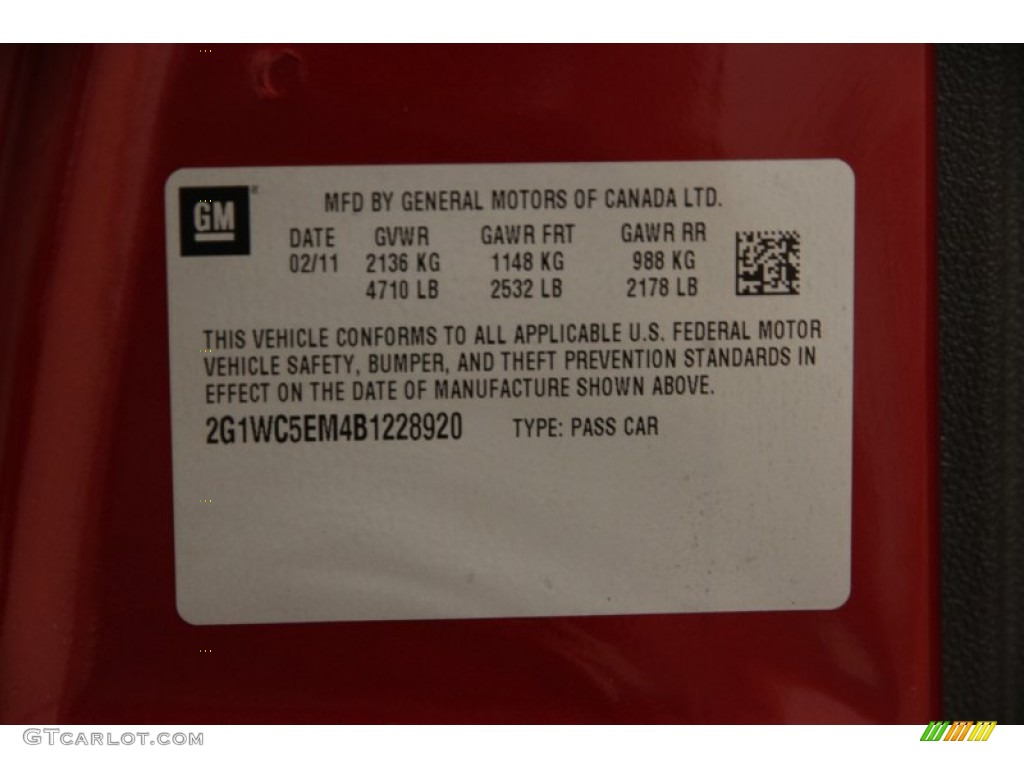 GM
MFD BY GENERAL MOTORS OF CANADA LTD.
DATE GVWR GAWR FRT GAWR RR
02/11 2136 KG 1148 KG 988 KG
4710 LB 2532 LB 2178 LB
THIS VEHICLE CONFORMS TO ALL APPLICABLE U.S. FEDERAL MOTOR
VEHICLE SAFETY, BUMPER, AND THEFT PREVENTION STANDARDS IN
EFFECT ON THE DATE OF MANUFACTURE SHOWN ABOVE.
2G1WC5EM4B1228920 TYPE: PASS CAR
GTCARLOT.COM